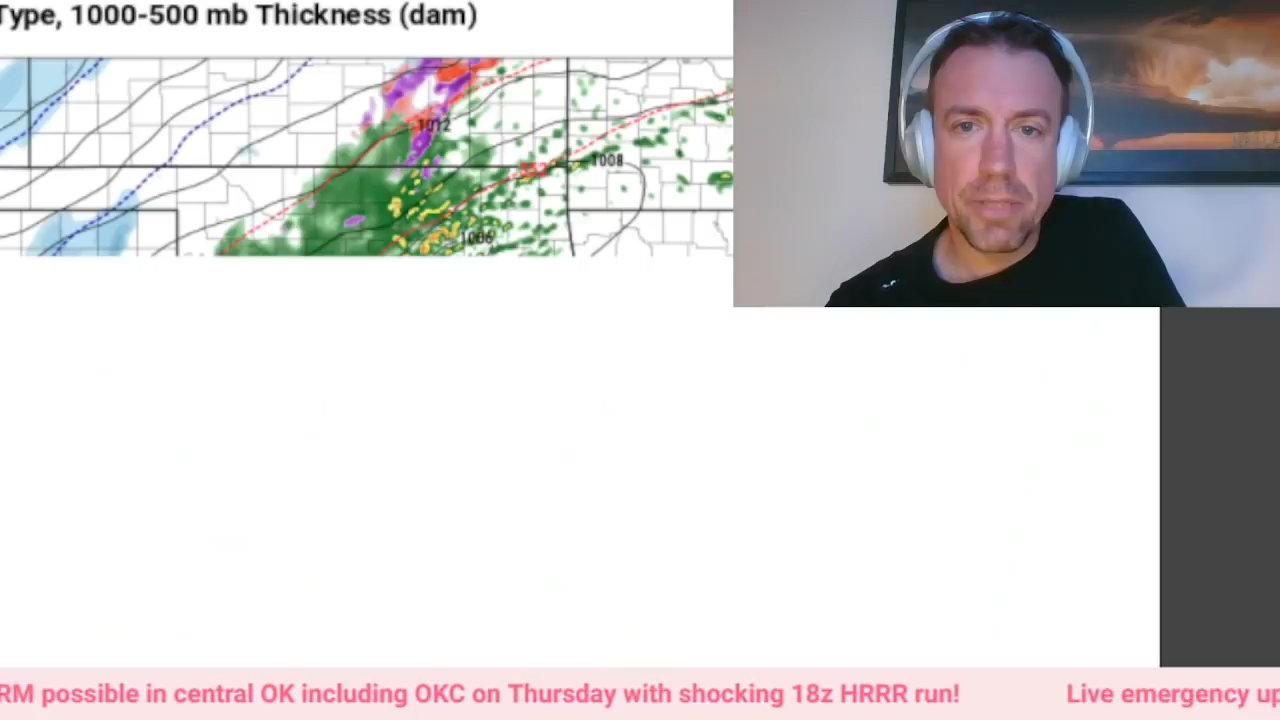 Type, 1000-500 mb Thickness (dam)
1012
1008
552
1006
RM possible in central OK including OKC on Thursday with shocking 18z HRRR run! Live emergency up